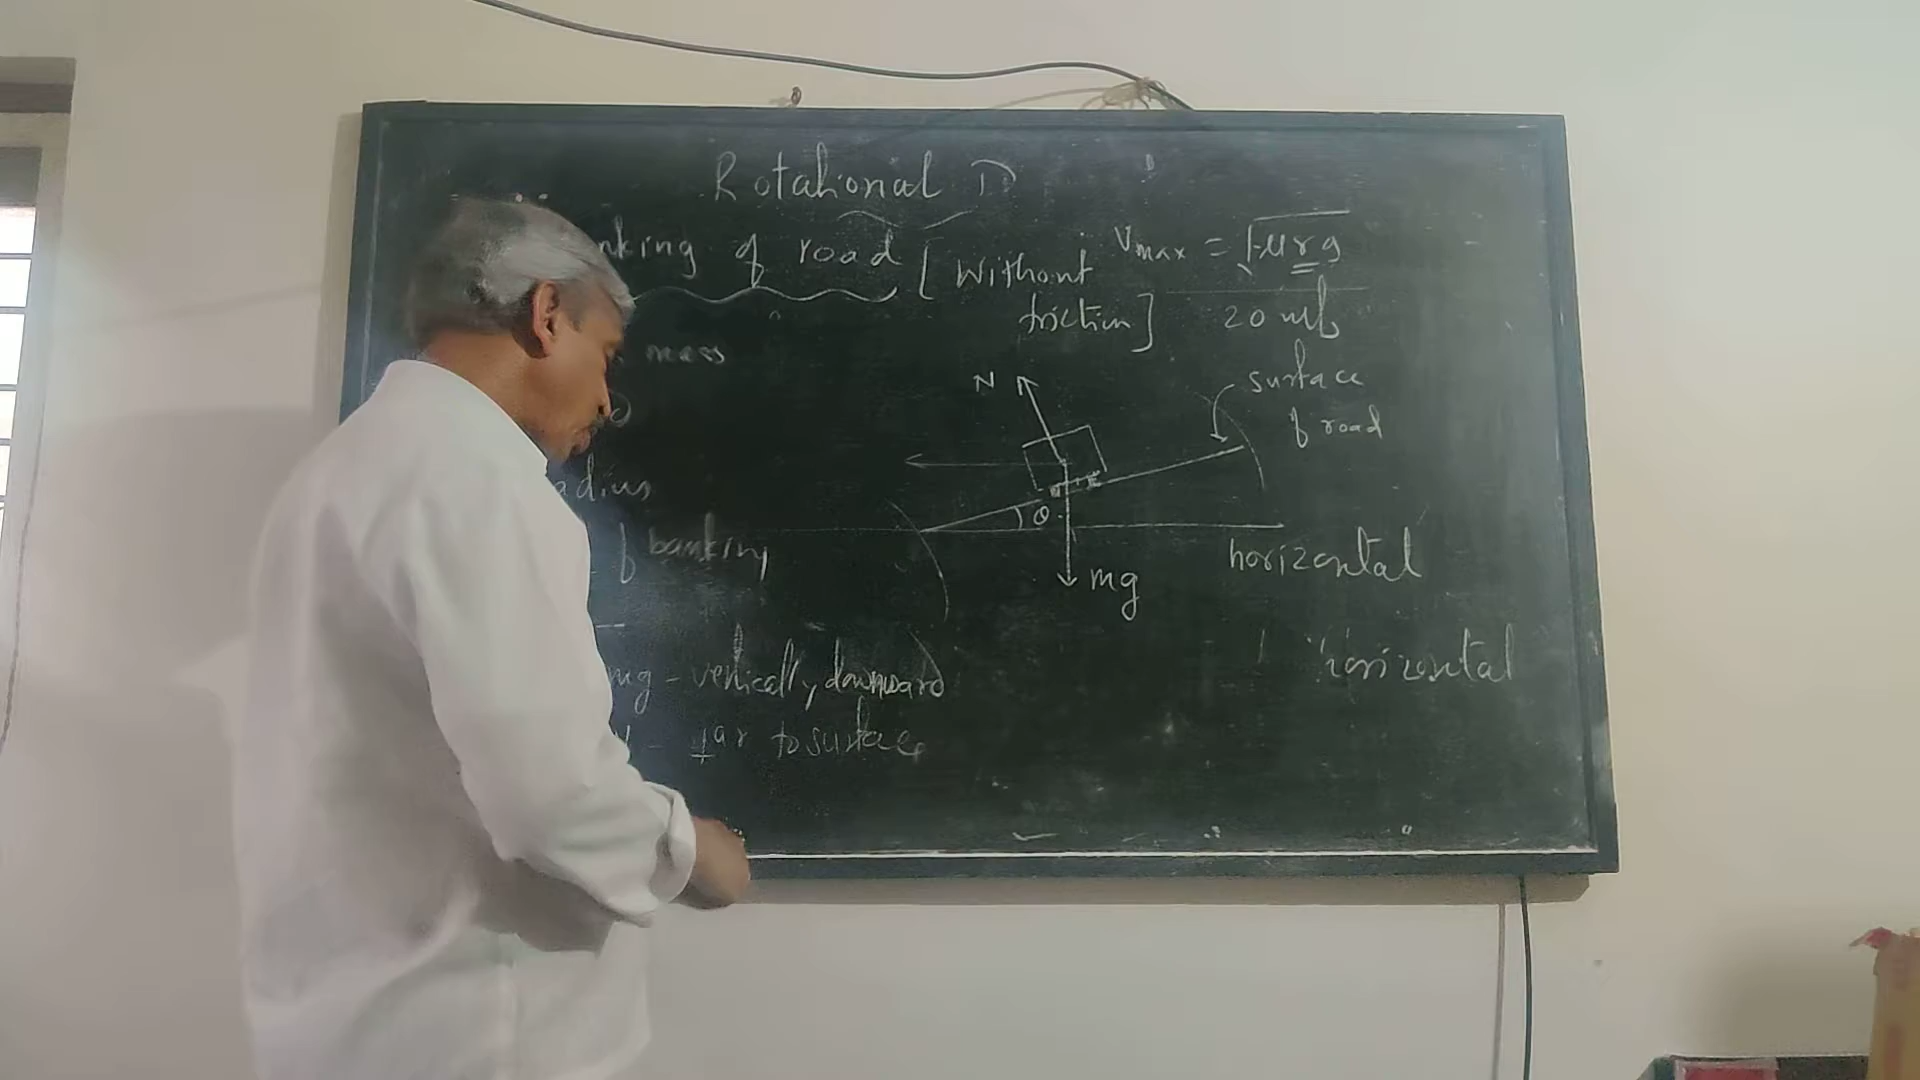 Rotational D
nking of road [ Without
friction ]
Vmax = √μrg
20 m/s
mass
adius
f banking
mg - vertically downward
- ⊥ar to surface
N
surface
of road
θ
mg
horizontal
horizontal